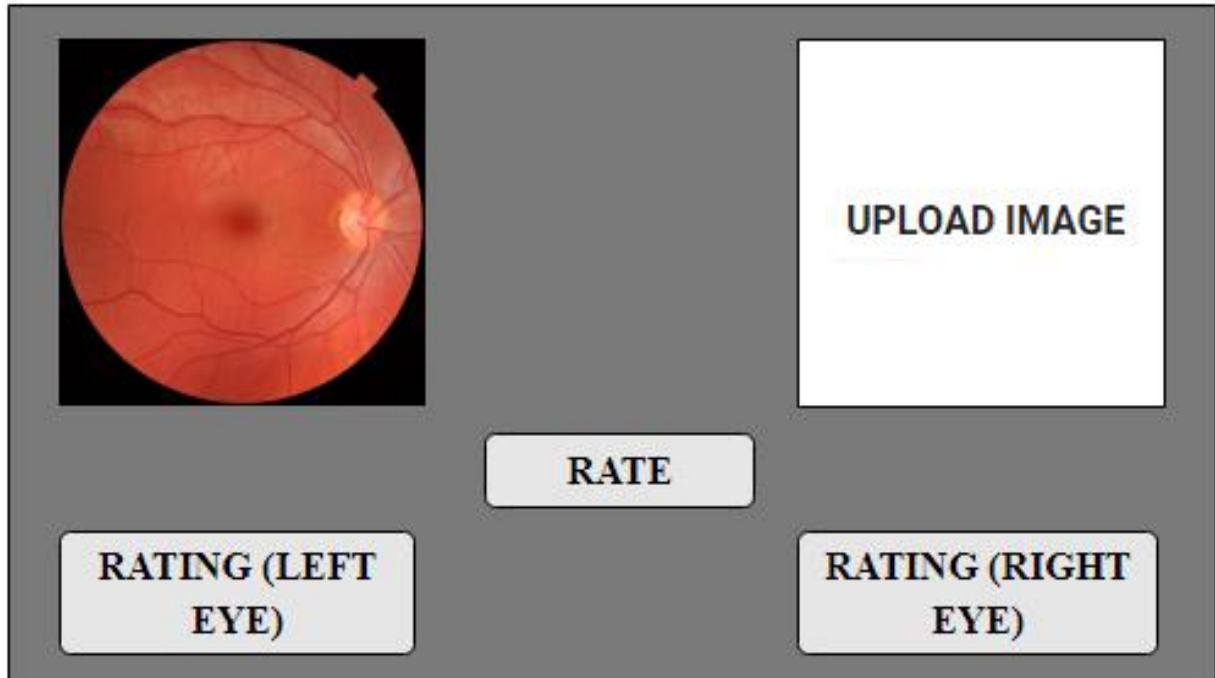 UPLOAD IMAGE
RATE
RATING (LEFT
EYE)
RATING (RIGHT
EYE)